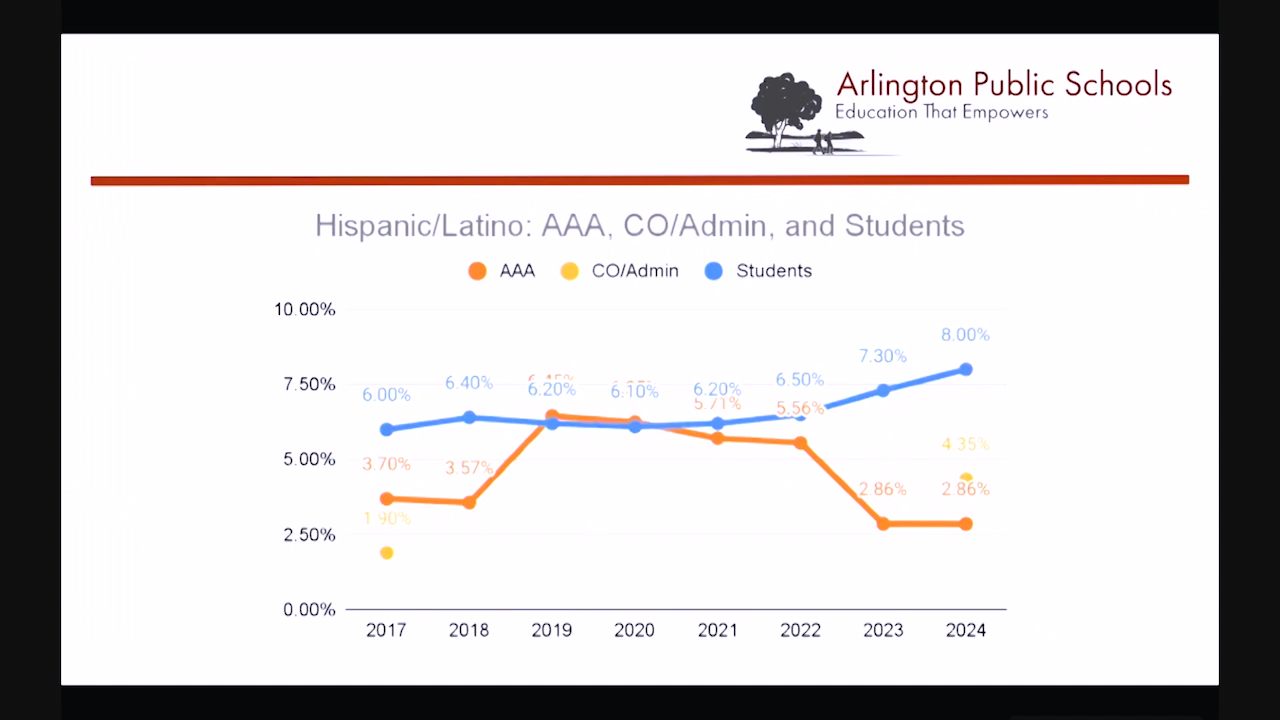 Arlington Public Schools
Education That Empowers
Hispanic/Latino: AAA, CO/Admin, and Students
AAA CO/Admin Students
10.00%
7.50%
5.00%
2.50%
0.00%
6.00% 6.40% 6.20% 6.10% 6.20% 6.50% 7.30% 8.00%
3.70% 3.57% 6.45% 5.71% 5.56% 2.86% 2.86%
1.90% 4.35%
2017 2018 2019 2020 2021 2022 2023 2024